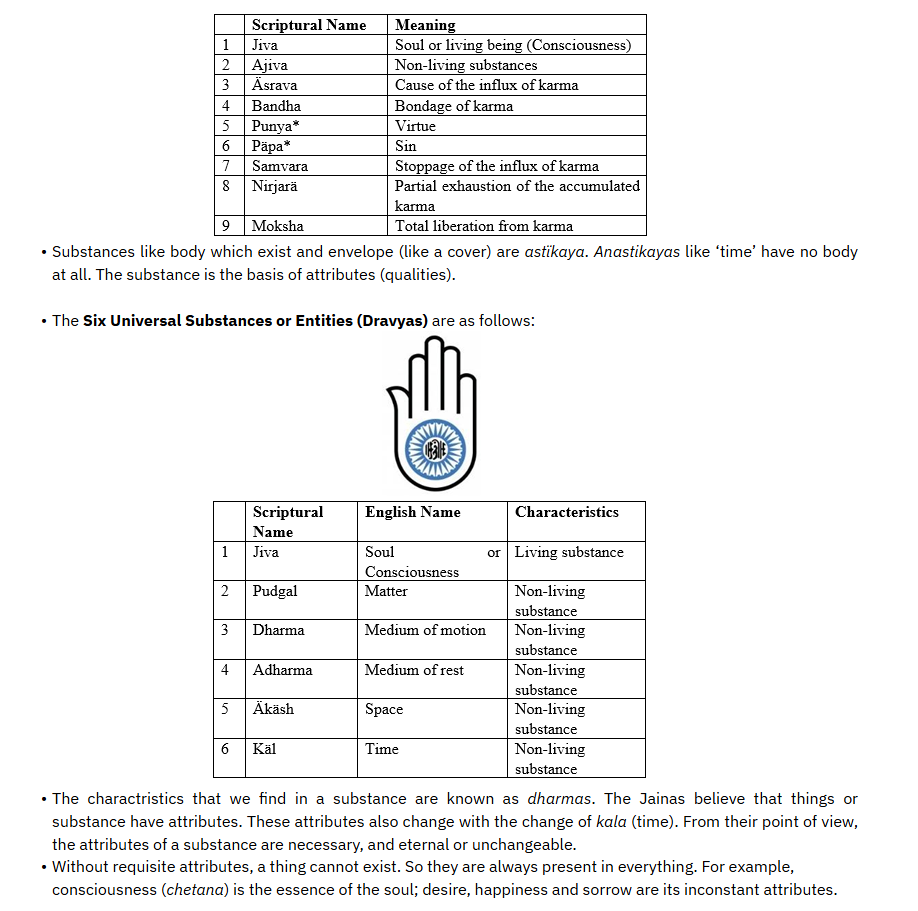 Scriptural Name Meaning
1 Jiva Soul or living being (Consciousness)
2 Ajiva Non-living substances
3 Äsrava Cause of the influx of karma
4 Bandha Bondage of karma
5 Punya* Virtue
6 Päpa* Sin
7 Samvara Stoppage of the influx of karma
8 Nirjarä Partial exhaustion of the accumulated
karma
9 Moksha Total liberation from karma
• Substances like body which exist and envelope (like a cover) are astïkaya. Anastikayas like ‘time’ have no body
at all. The substance is the basis of attributes (qualities).
• The Six Universal Substances or Entities (Dravyas) are as follows:
Scriptural English Name Characteristics
Name
1 Jiva Soul or Living substance
Consciousness
2 Pudgal Matter Non-living
substance
3 Dharma Medium of motion Non-living
substance
4 Adharma Medium of rest Non-living
substance
5 Äkäsh Space Non-living
substance
6 Käl Time Non-living
substance
• The charactristics that we find in a substance are known as dharmas. The Jainas believe that things or
substance have attributes. These attributes also change with the change of kala (time). From their point of view,
the attributes of a substance are necessary, and eternal or unchangeable.
• Without requisite attributes, a thing cannot exist. So they are always present in everything. For example,
consciousness (chetana) is the essence of the soul; desire, happiness and sorrow are its inconstant attributes.